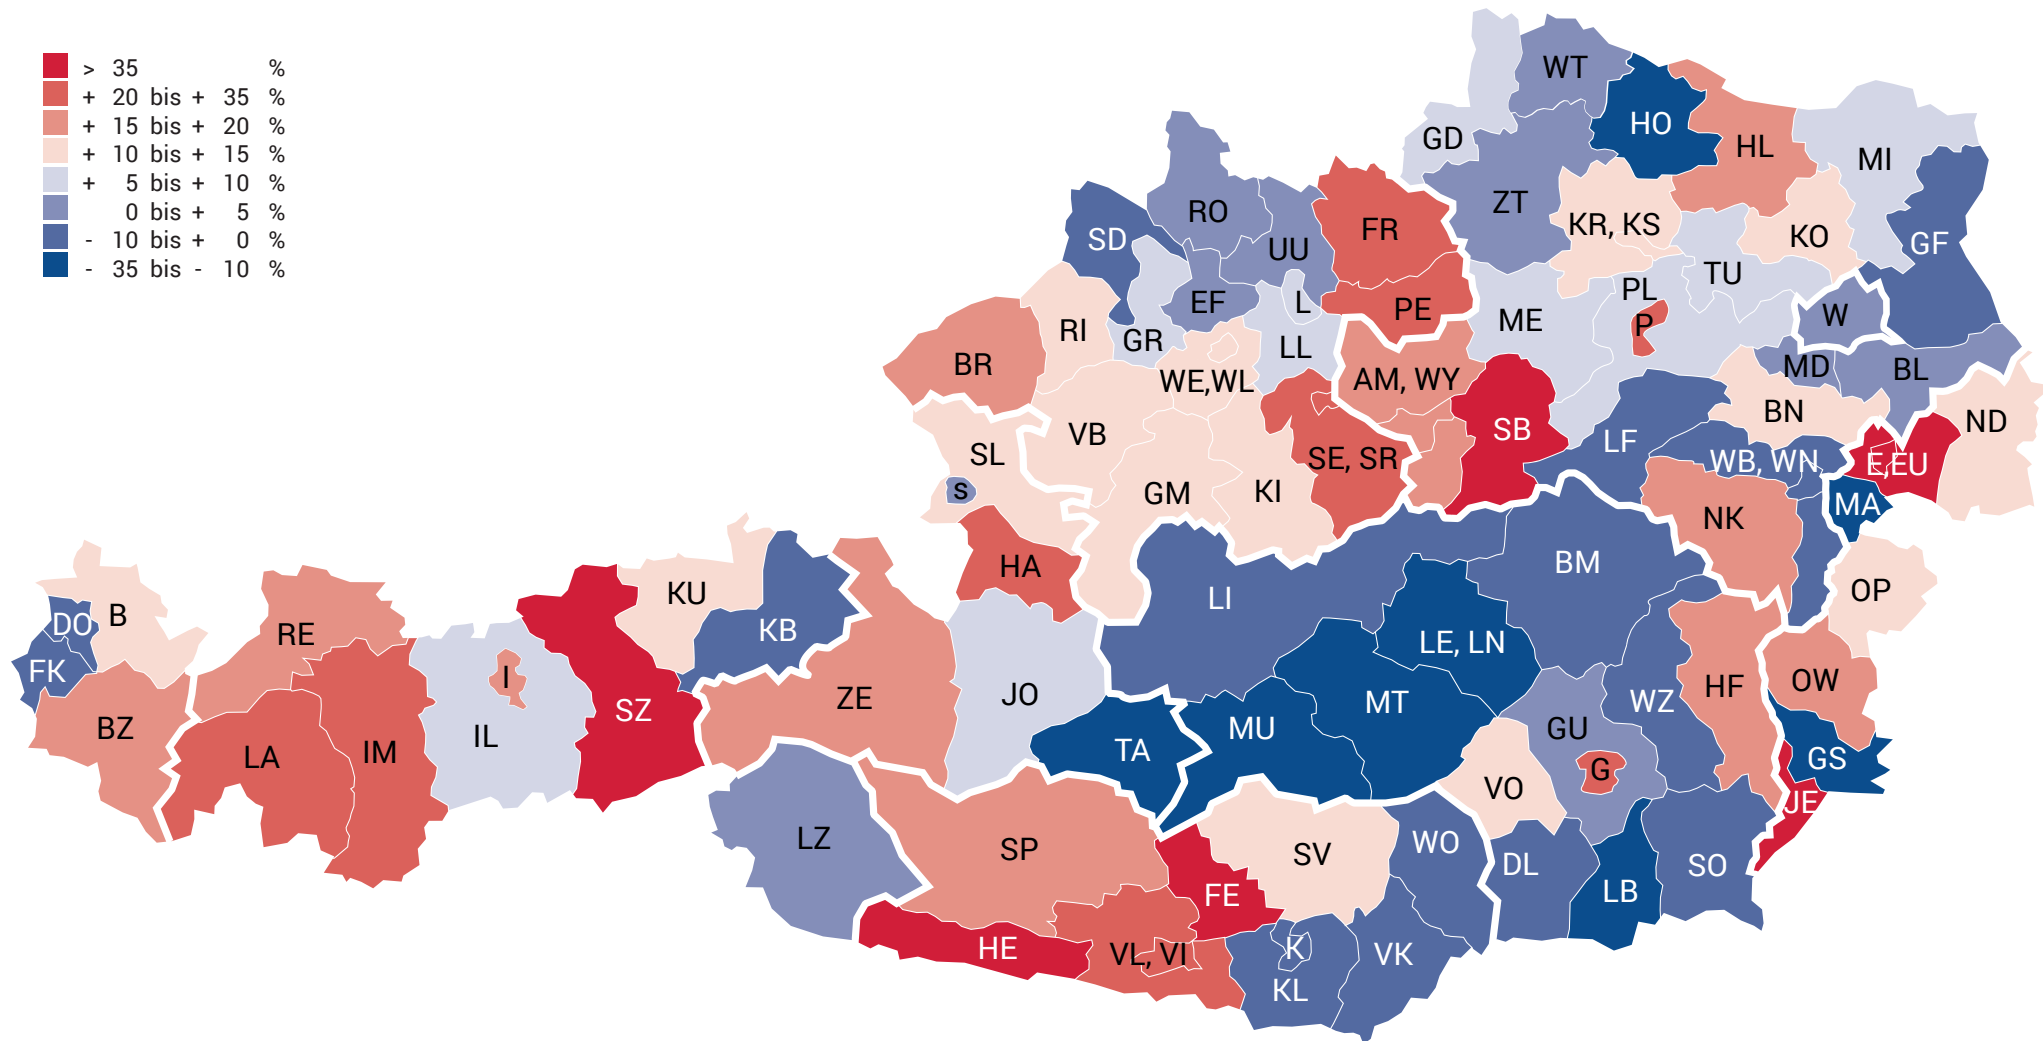 > 35 %
+ 20 bis + 35 %
+ 15 bis + 20 %
+ 10 bis + 15 %
+ 5 bis + 10 %
0 bis + 5 %
- 10 bis + 0 %
- 35 bis - 10 %
WT
HO
GD
HL
MI
ZT
RO
KR, KS
FR
SD
KO
UU
GF
TU
PL
EF
L
PE
W
ME
P
RI
GR
LL
BR
MD
BL
WE,WL
AM, WY
BN
ND
VB
SB
LF
SL
SE, SR
WB, WN
E,EU
S
GM
KI
MA
NK
HA
BM
KU
OP
LI
B
DO
RE
KB
LE, LN
FK
I
OW
HF
ZE
JO
WZ
MT
SZ
BZ
GU
MU
IL
TA
IM
LA
GS
G
VO
JE
LZ
WO
SP
SV
DL
SO
LB
FE
HE
K
VL, VI
VK
KL